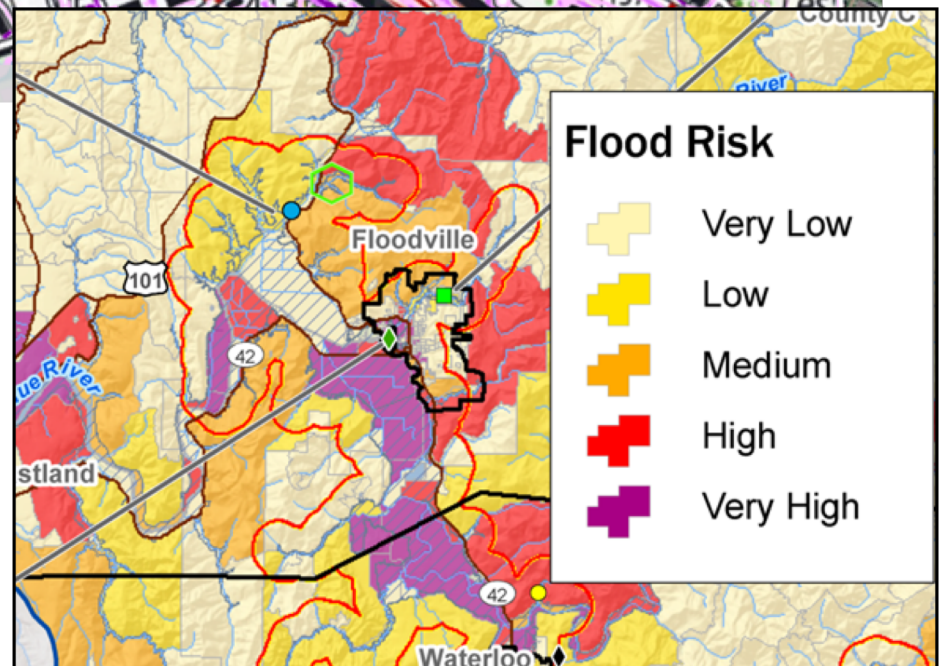 County C
River
Flood Risk
Very Low
Low
Medium
High
Very High
Floodville
101
42
ue River
stland
42
Waterloo